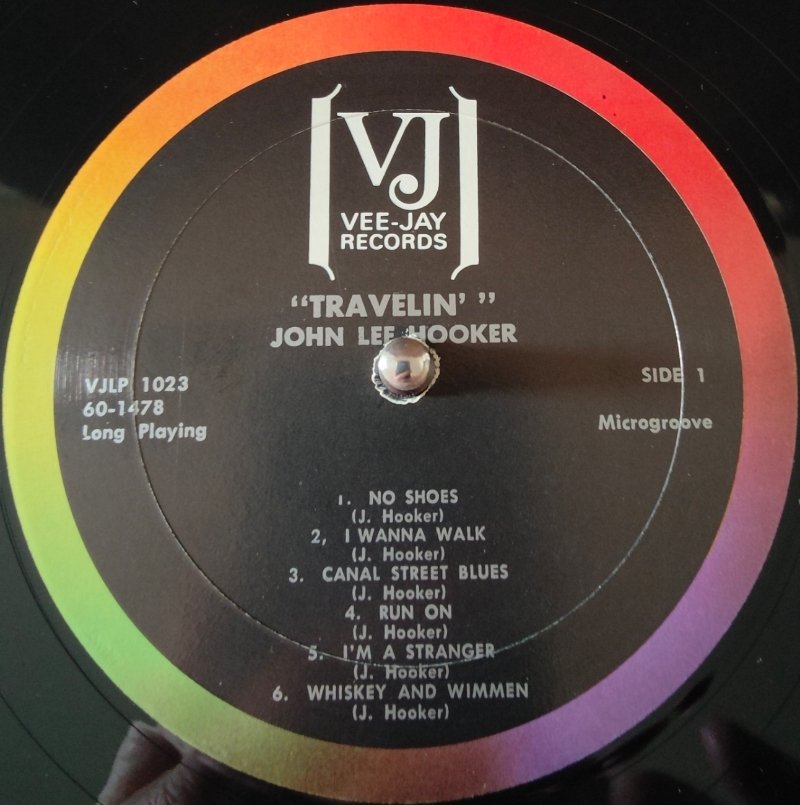 VJ
VEE-JAY
RECORDS
"TRAVELIN' "
JOHN LEE HOOKER
VJLP 1023
60-1478
Long Playing
SIDE 1
Microgroove
1. NO SHOES
(J. Hooker)
2, I WANNA WALK
(J. Hooker)
3. CANAL STREET BLUES
(J. Hooker)
4. RUN ON
(J. Hooker)
5. I'M A STRANGER
(J. Hooker)
6. WHISKEY AND WIMMEN
(J. Hooker)